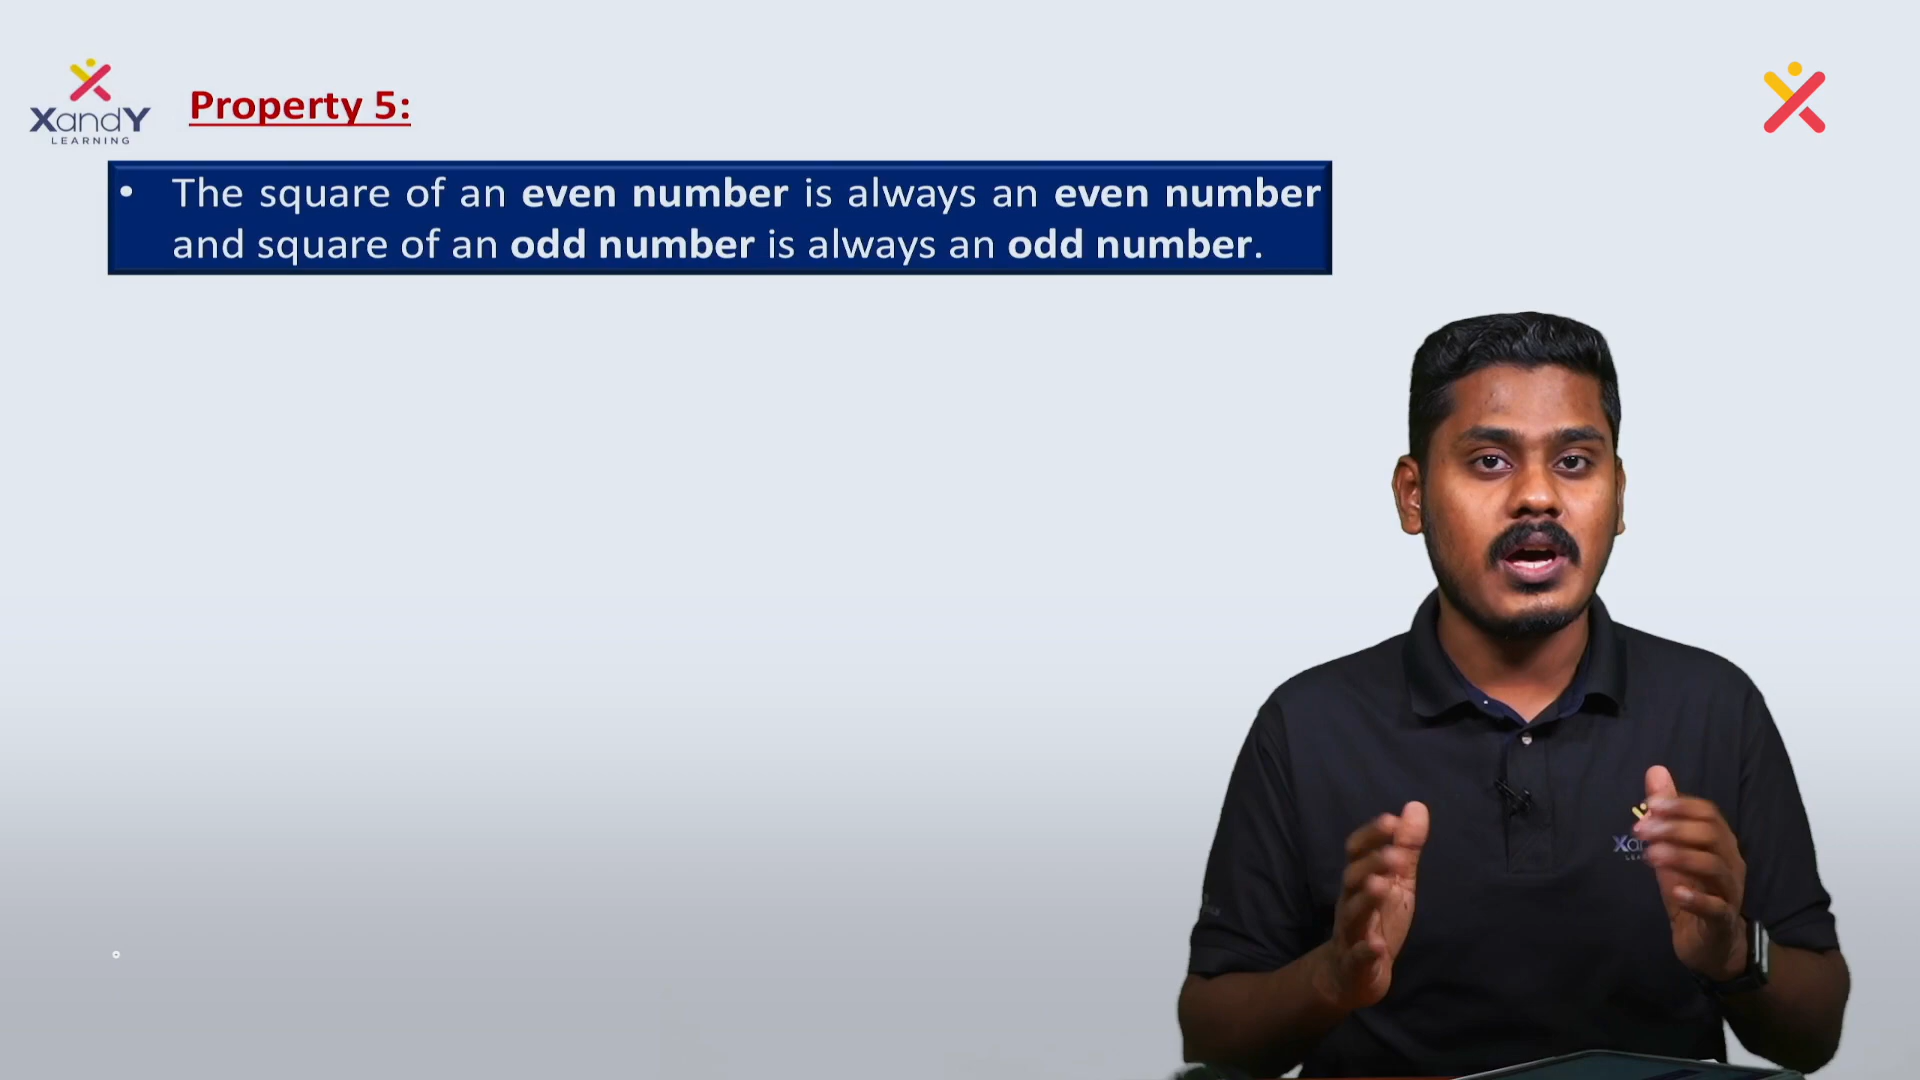 XandY
LEARNING
Property 5:
• The square of an even number is always an even number
and square of an odd number is always an odd number.